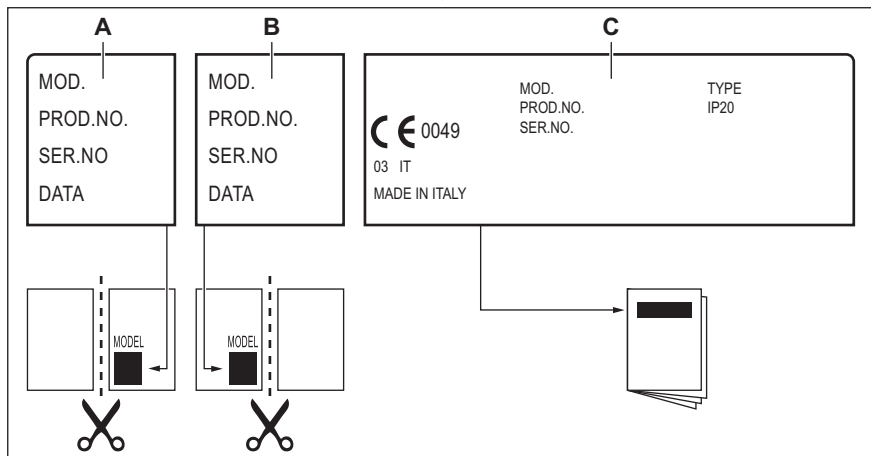 A
B
C
MOD.
PROD.NO.
SER.NO
DATA
MOD.
PROD.NO.
SER.NO
DATA
MOD.
PROD.NO.
SER.NO.
TYPE
IP20
CE 0049
03 IT
MADE IN ITALY
MODEL
MODEL